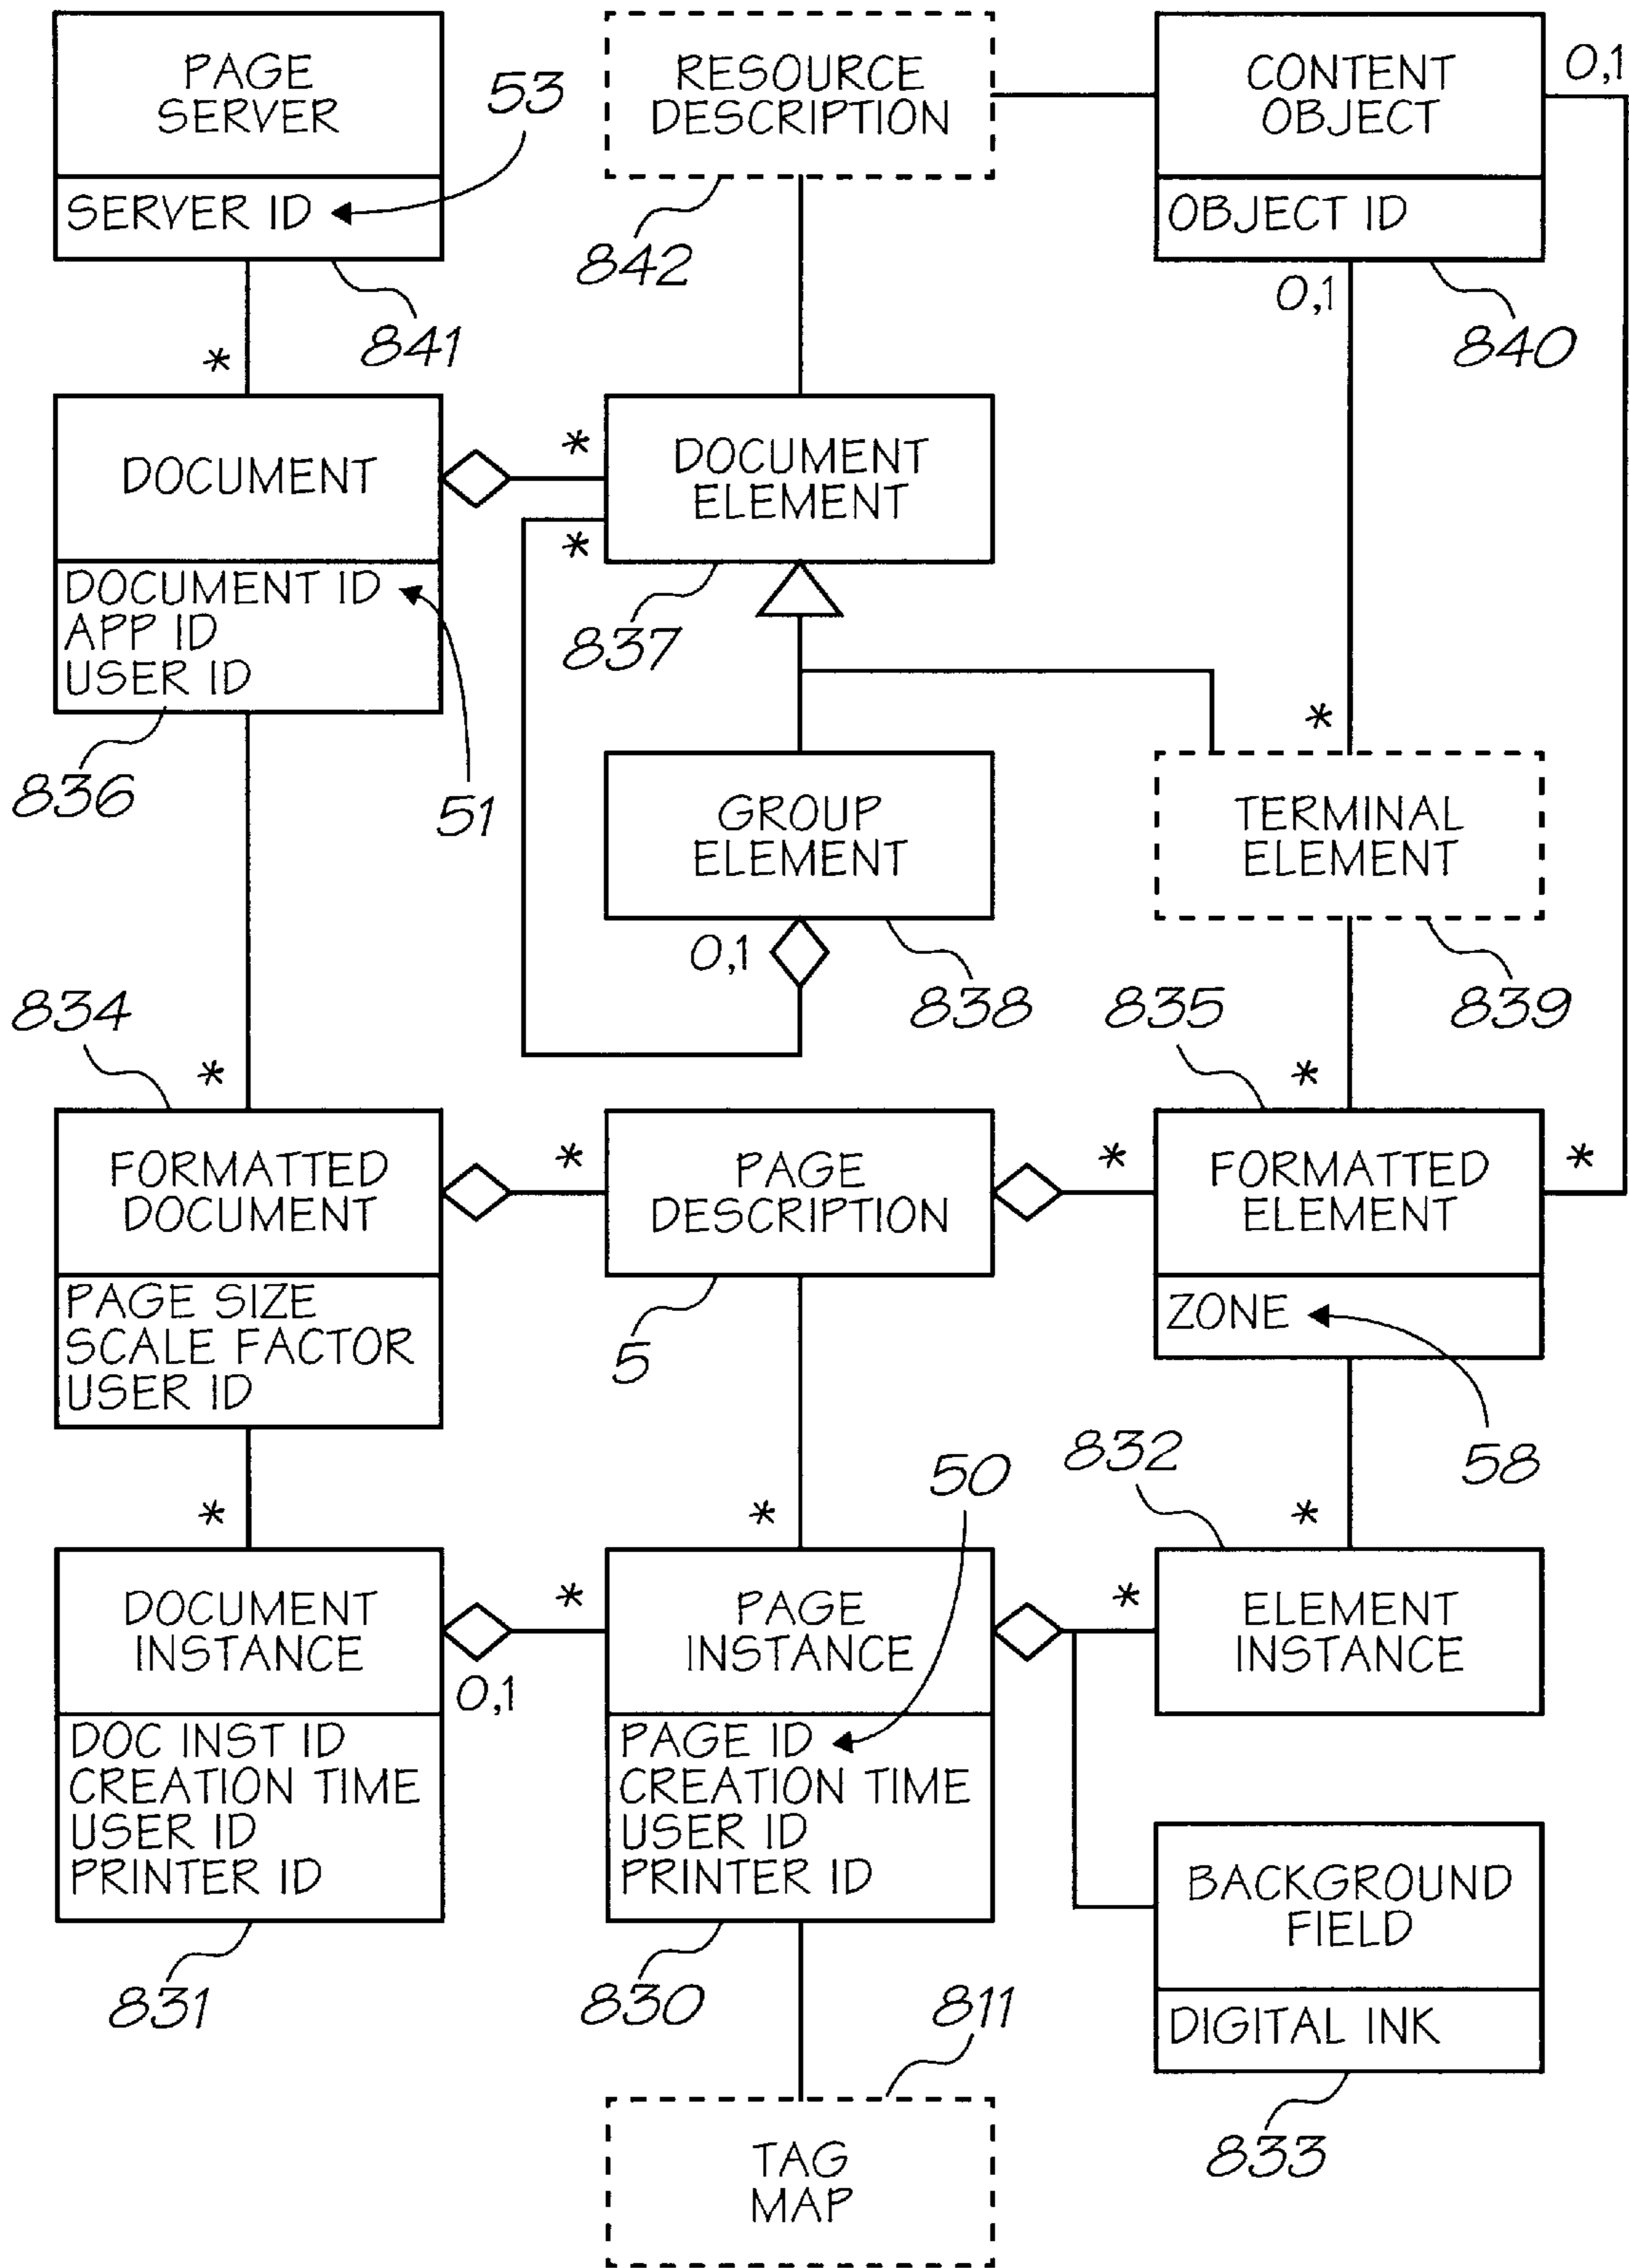 PAGE
SERVER
SERVER ID
53
841
RESOURCE
DESCRIPTION
842
CONTENT
OBJECT
OBJECT ID
0,1
0,1
840
*
DOCUMENT
DOCUMENT ID
APP ID
USER ID
836
51
*
*
DOCUMENT
ELEMENT
837
GROUP
ELEMENT
0,1
838
*
TERMINAL
ELEMENT
839
834
*
FORMATTED
DOCUMENT
PAGE SIZE
SCALE FACTOR
USER ID
*
PAGE
DESCRIPTION
5
*
835
*
FORMATTED
ELEMENT
*
ZONE
58
*
DOCUMENT
INSTANCE
0,1
DOC INST ID
CREATION TIME
USER ID
PRINTER ID
831
*
*
50
PAGE
INSTANCE
PAGE ID
CREATION TIME
USER ID
PRINTER ID
830
832
*
*
ELEMENT
INSTANCE
BACKGROUND
FIELD
DIGITAL INK
833
811
TAG
MAP